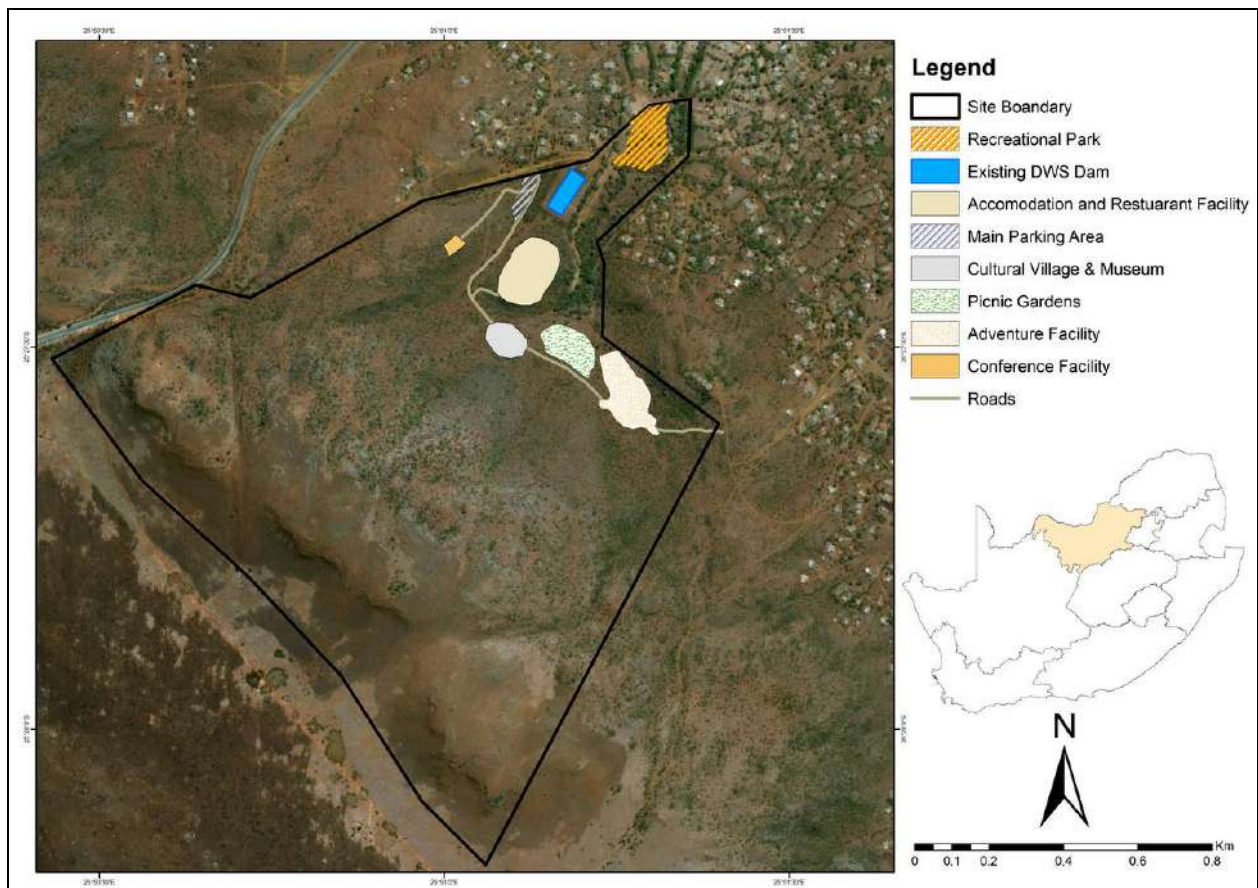 Legend
Site Boandary
Recreational Park
Existing DWS Dam
Accomodation and Restuarant Facility
Main Parking Area
Cultural Village & Museum
Picnic Gardens
Adventure Facility
Conference Facility
Roads
N
Km
0 0.1 0.2 0.4 0.6 0.8